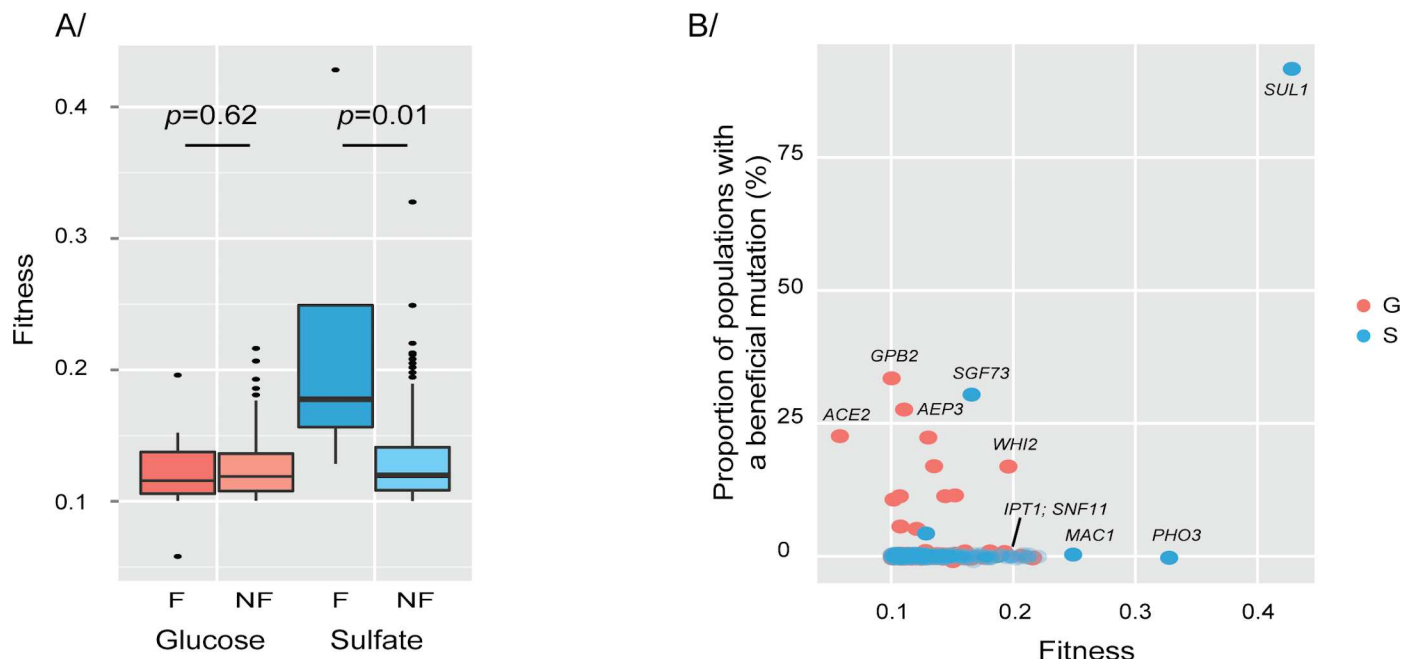 A/
p=0.62
p=0.01
0.4
0.3
0.2
0.1
Fitness
F
NF
F
NF
Glucose
Sulfate
B/
Proportion of populations with
a beneficial mutation (%)
75
50
25
0
SUL1
GPB2
SGF73
ACE2
AEP3
WHI2
IPT1; SNF11
MAC1
PHO3
0.1
0.2
0.3
0.4
Fitness
G
S